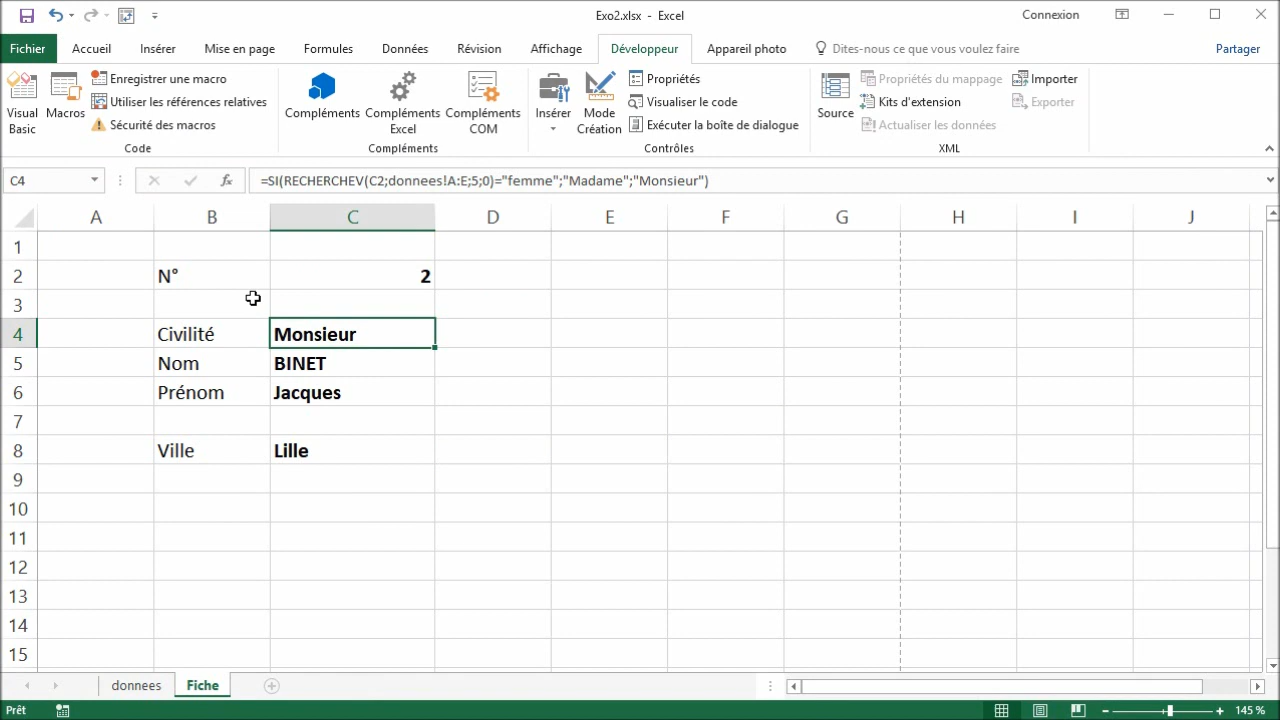 Exo2.xlsx - Excel
Connexion
Fichier Accueil Insérer Mise en page Formules Données Révision Affichage Développeur Appareil photo Dites-nous ce que vous voulez faire Partager
Visual Basic
Macros
Enregistrer une macro
Utiliser les références relatives
Sécurité des macros
Code
Compléments
Compléments Excel
Compléments COM
Compléments
Insérer
Mode Création
Propriétés
Visualiser le code
Exécuter la boîte de dialogue
Contrôles
Source
Propriétés du mappage
Kits d'extension
Actualiser les données
Importer
Exporter
XML
C4 fx =SI(RECHERCHEV(C2;donnees!A:E;5;0)="femme";"Madame";"Monsieur")
A B C D E F G H I J
1
2 N° 2
3
4 Civilité Monsieur
5 Nom BINET
6 Prénom Jacques
7
8 Ville Lille
9
10
11
12
13
14
15
donnees Fiche
Prêt 145 %